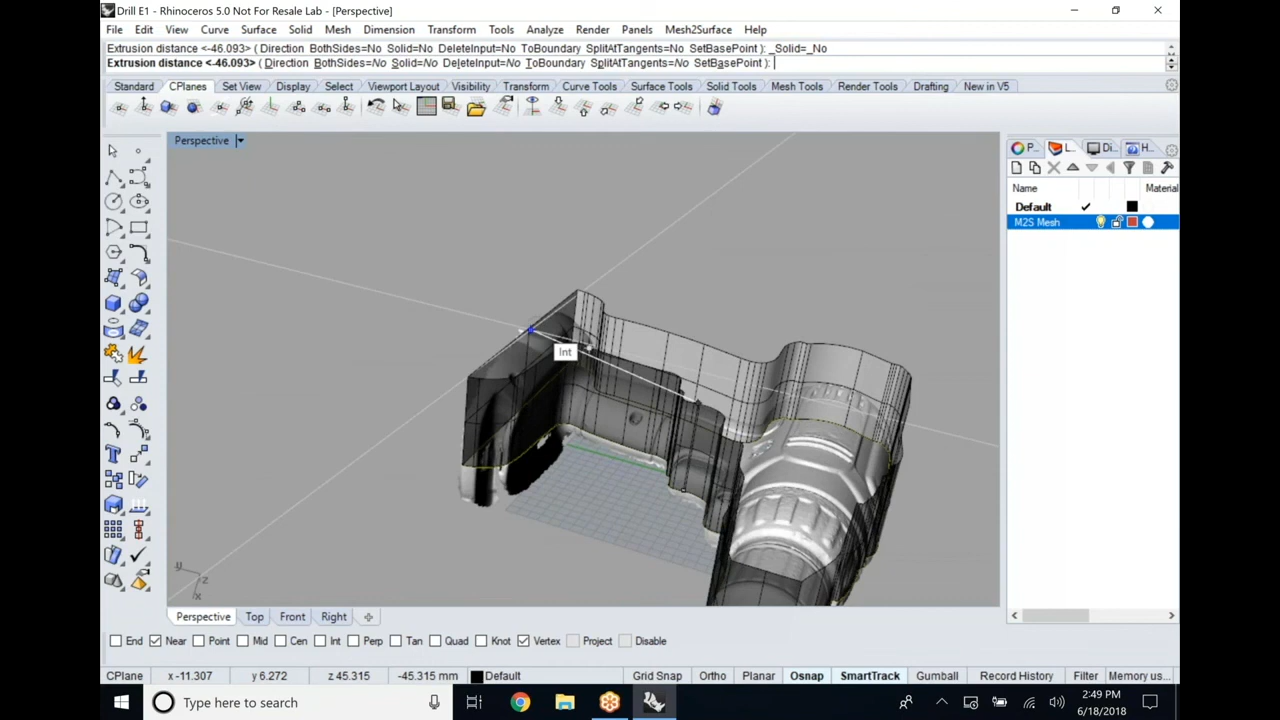 Drill E1 - Rhinoceros 5.0 Not For Resale Lab - [Perspective]
File Edit View Curve Surface Solid Mesh Dimension Transform Tools Analyze Render Panels Mesh2Surface Help
Extrusion distance <-46.093> ( Direction BothSides=No Solid=No DeleteInput=No ToBoundary SplitAtTangents=No SetBasePoint ): _Solid=_No
Extrusion distance <-46.093> ( Direction BothSides=No Solid=No DeleteInput=No ToBoundary SplitAtTangents=No SetBasePoint ):
Standard CPlanes Set View Display Select Viewport Layout Visibility Transform Curve Tools Surface Tools Solid Tools Mesh Tools Render Tools Drafting New in V5
Perspective
P... L... Di... H...
Name Material
Default
M2S Mesh
Int
y z x
Perspective Top Front Right
End Near Point Mid Cen Int Perp Tan Quad Knot Vertex Project Disable
CPlane x -11.307 y 6.272 z 45.315 -45.315 mm Default Grid Snap Ortho Planar Osnap SmartTrack Gumball Record History Filter Memory us...
Type here to search
2:49 PM
6/18/2018